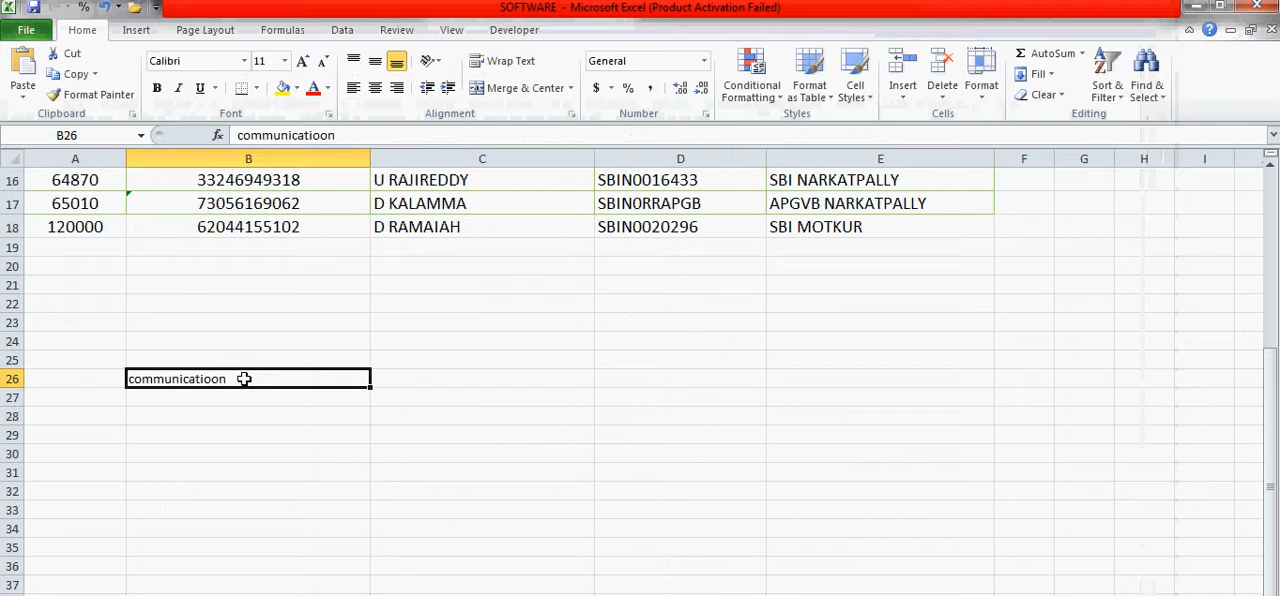 SOFTWARE - Microsoft Excel (Product Activation Failed)
File Home Insert Page Layout Formulas Data Review View Developer
Cut Calibri 11 Wrap Text General AutoSum
Copy Fill
Paste Format Painter Merge & Center $ % , Conditional Formatting Format as Table Cell Styles Insert Delete Format Clear Sort & Filter Find & Select
Clipboard Font Alignment Number Styles Cells Editing
B26 fx communicatioon
A B C D E F G H I
16 64870 33246949318 U RAJIREDDY SBIN0016433 SBI NARKATPALLY
17 65010 73056169062 D KALAMMA SBIN0RRAPGB APGVB NARKATPALLY
18 120000 62044155102 D RAMAIAH SBIN0020296 SBI MOTKUR
19
20
21
22
23
24
25
26 communicatioon
27
28
29
30
31
32
33
34
35
36
37